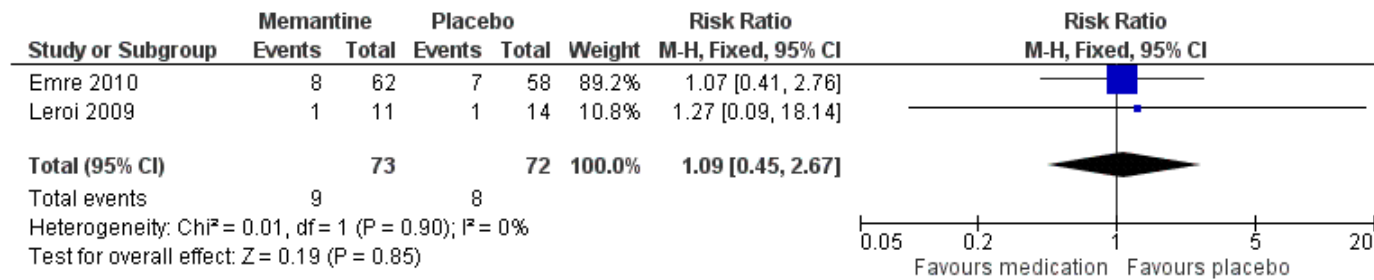 Memantine Placebo Risk Ratio Risk Ratio
Study or Subgroup Events Total Events Total Weight M-H, Fixed, 95% CI M-H, Fixed, 95% CI
Emre 2010 8 62 7 58 89.2% 1.07 [0.41, 2.76]
Leroi 2009 1 11 1 14 10.8% 1.27 [0.09, 18.14]
Total (95% CI) 73 72 100.0% 1.09 [0.45, 2.67]
Total events 9 8
Heterogeneity: Chi² = 0.01, df = 1 (P = 0.90); I² = 0%
Test for overall effect: Z = 0.19 (P = 0.85)
0.05 0.2 1 5 20
Favours medication Favours placebo